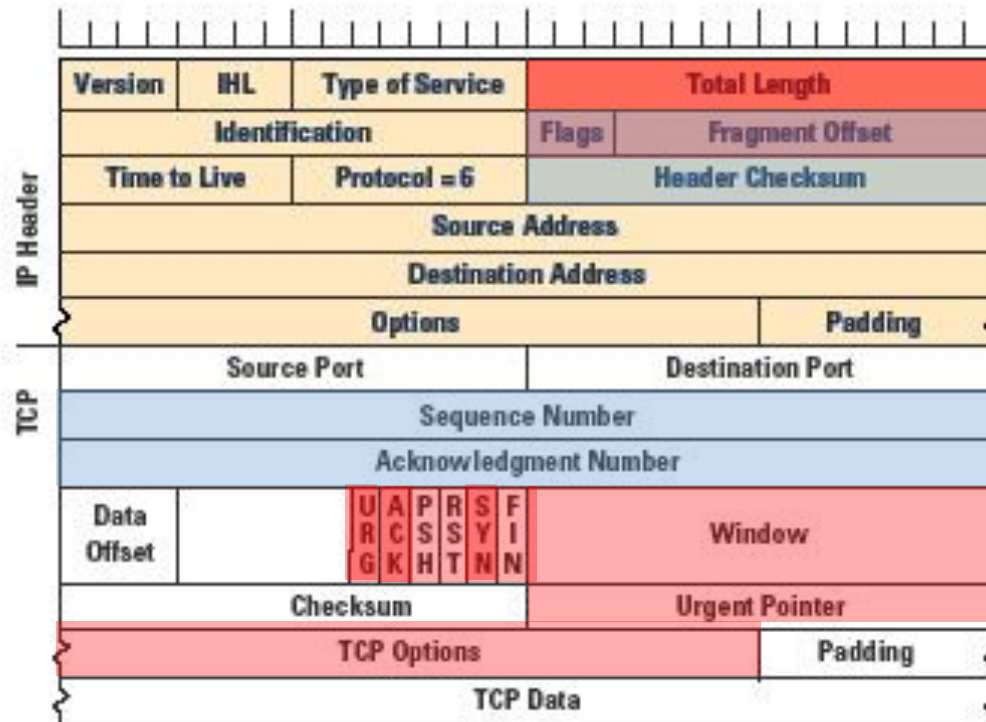 Version IHL Type of Service Total Length
Identification Flags Fragment Offset
Time to Live Protocol = 6 Header Checksum
Source Address
Destination Address
Options Padding
IP Header
Source Port Destination Port
Sequence Number
Acknowledgment Number
TCP
Data Offset URG ACK PSH RST SYN FIN Window
Checksum Urgent Pointer
TCP Options Padding
TCP Data